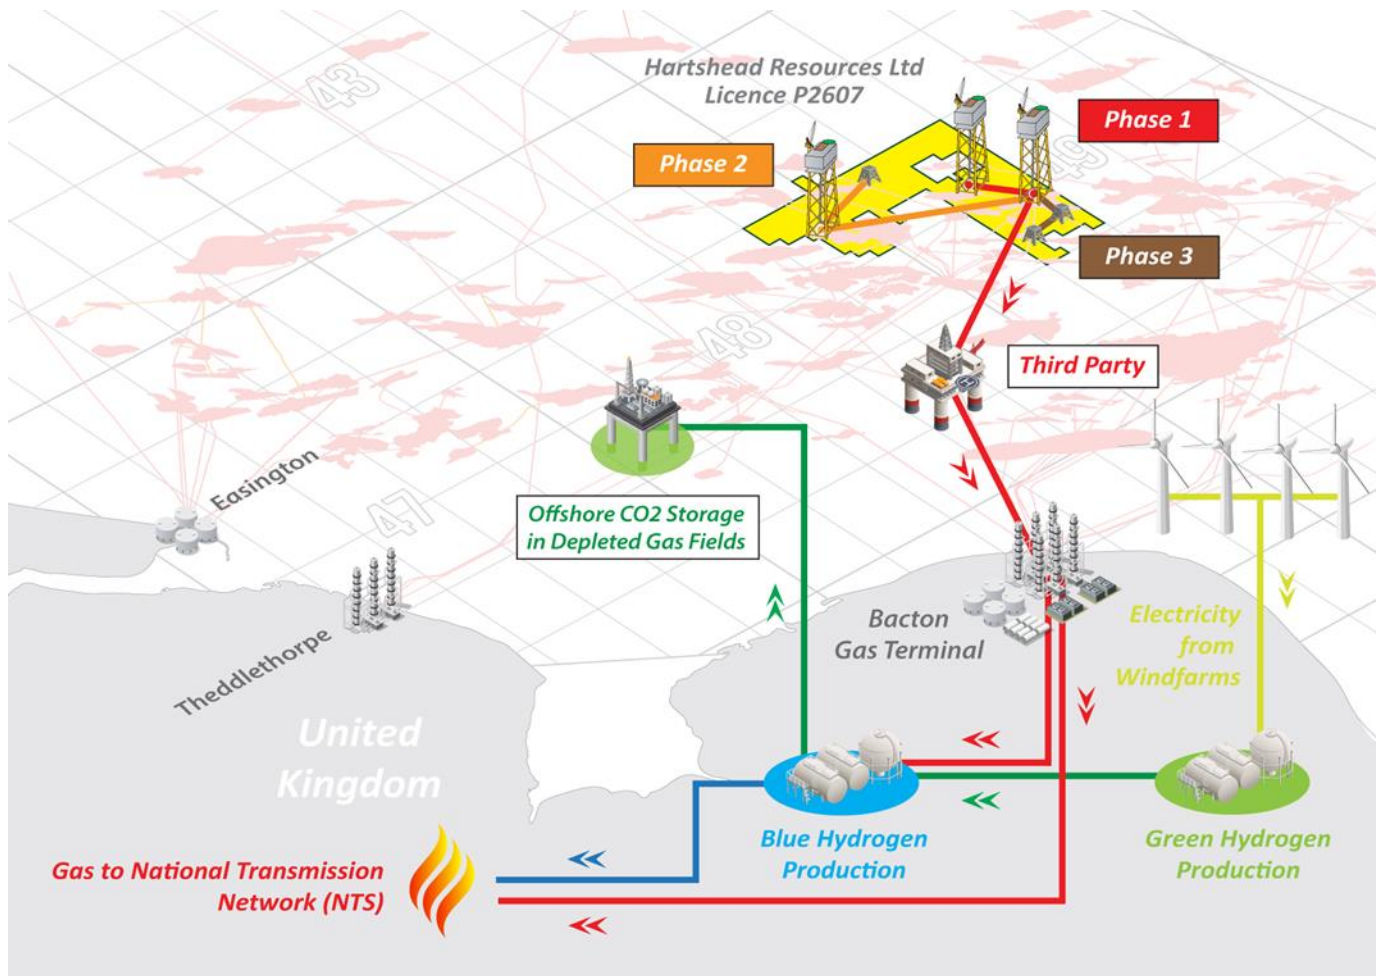 43
Hartshead Resources Ltd
Licence P2607
Phase 1
Phase 2
49
Phase 3
48
Third Party
Easington
47
Offshore CO2 Storage
in Depleted Gas Fields
Theddlethorpe
Bacton
Gas Terminal
Electricity
from
Windfarms
United
Kingdom
Blue Hydrogen
Production
Green Hydrogen
Production
Gas to National Transmission
Network (NTS)
H